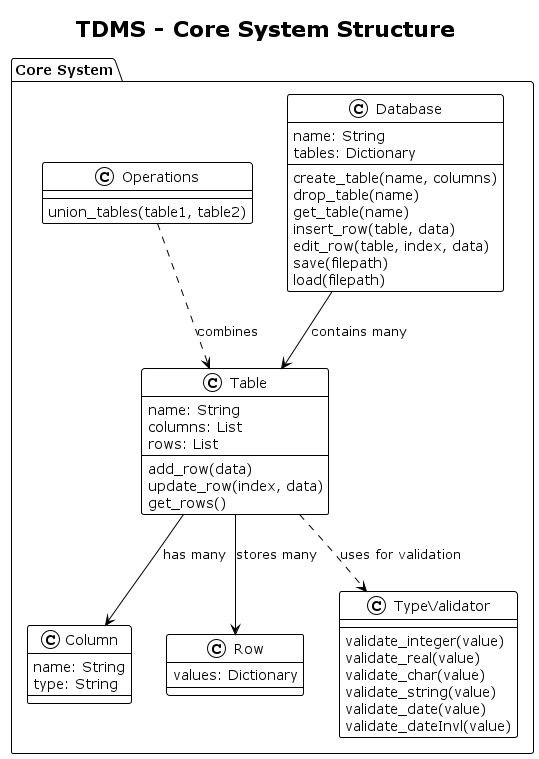 TDMS - Core System Structure
Core System
C Operations
union_tables(table1, table2)
C Database
name: String
tables: Dictionary
create_table(name, columns)
drop_table(name)
get_table(name)
insert_row(table, data)
edit_row(table, index, data)
save(filepath)
load(filepath)
combines
contains many
C Table
name: String
columns: List
rows: List
add_row(data)
update_row(index, data)
get_rows()
has many
stores many
uses for validation
C Column
name: String
type: String
C Row
values: Dictionary
C TypeValidator
validate_integer(value)
validate_real(value)
validate_char(value)
validate_string(value)
validate_date(value)
validate_dateInvl(value)